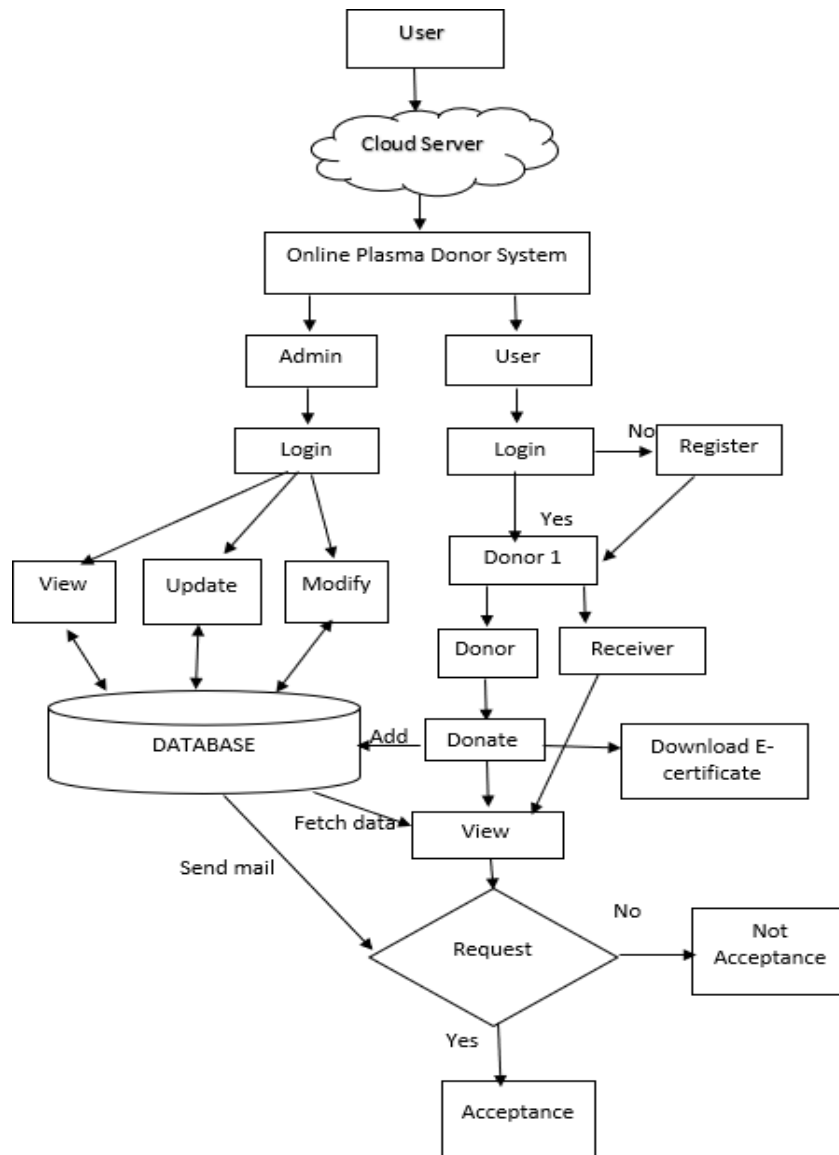 User
Cloud Server
Online Plasma Donor System
Admin
User
Login
Login
No
Register
Yes
Donor 1
View
Update
Modify
Donor
Receiver
DATABASE
Add
Donate
Download E-
certificate
Fetch data
View
Send mail
Request
No
Not
Acceptance
Yes
Acceptance